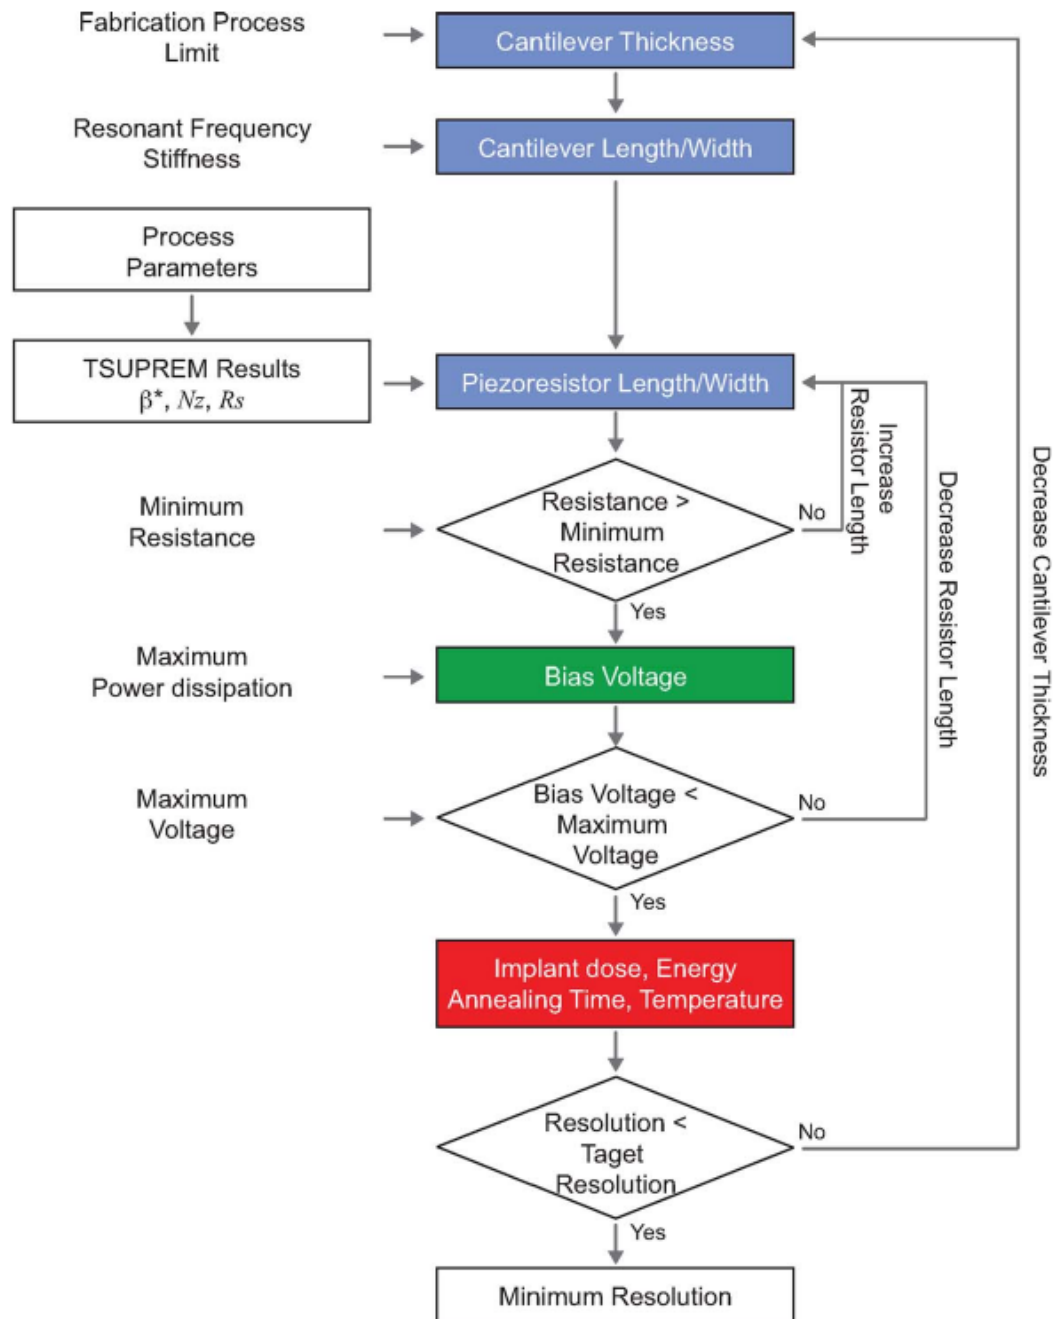 Fabrication Process
Limit
Cantilever Thickness
Resonant Frequency
Stiffness
Cantilever Length/Width
Process
Parameters
TSUPREM Results
β*, Nz, Rs
Piezoresistor Length/Width
Increase
Resistor Length
Decrease Resistor Length
Decrease Cantilever Thickness
Minimum
Resistance
Resistance >
Minimum
Resistance
No
Yes
Maximum
Power dissipation
Bias Voltage
Maximum
Voltage
Bias Voltage <
Maximum
Voltage
No
Yes
Implant dose, Energy
Annealing Time, Temperature
Resolution <
Taget
Resolution
No
Yes
Minimum Resolution